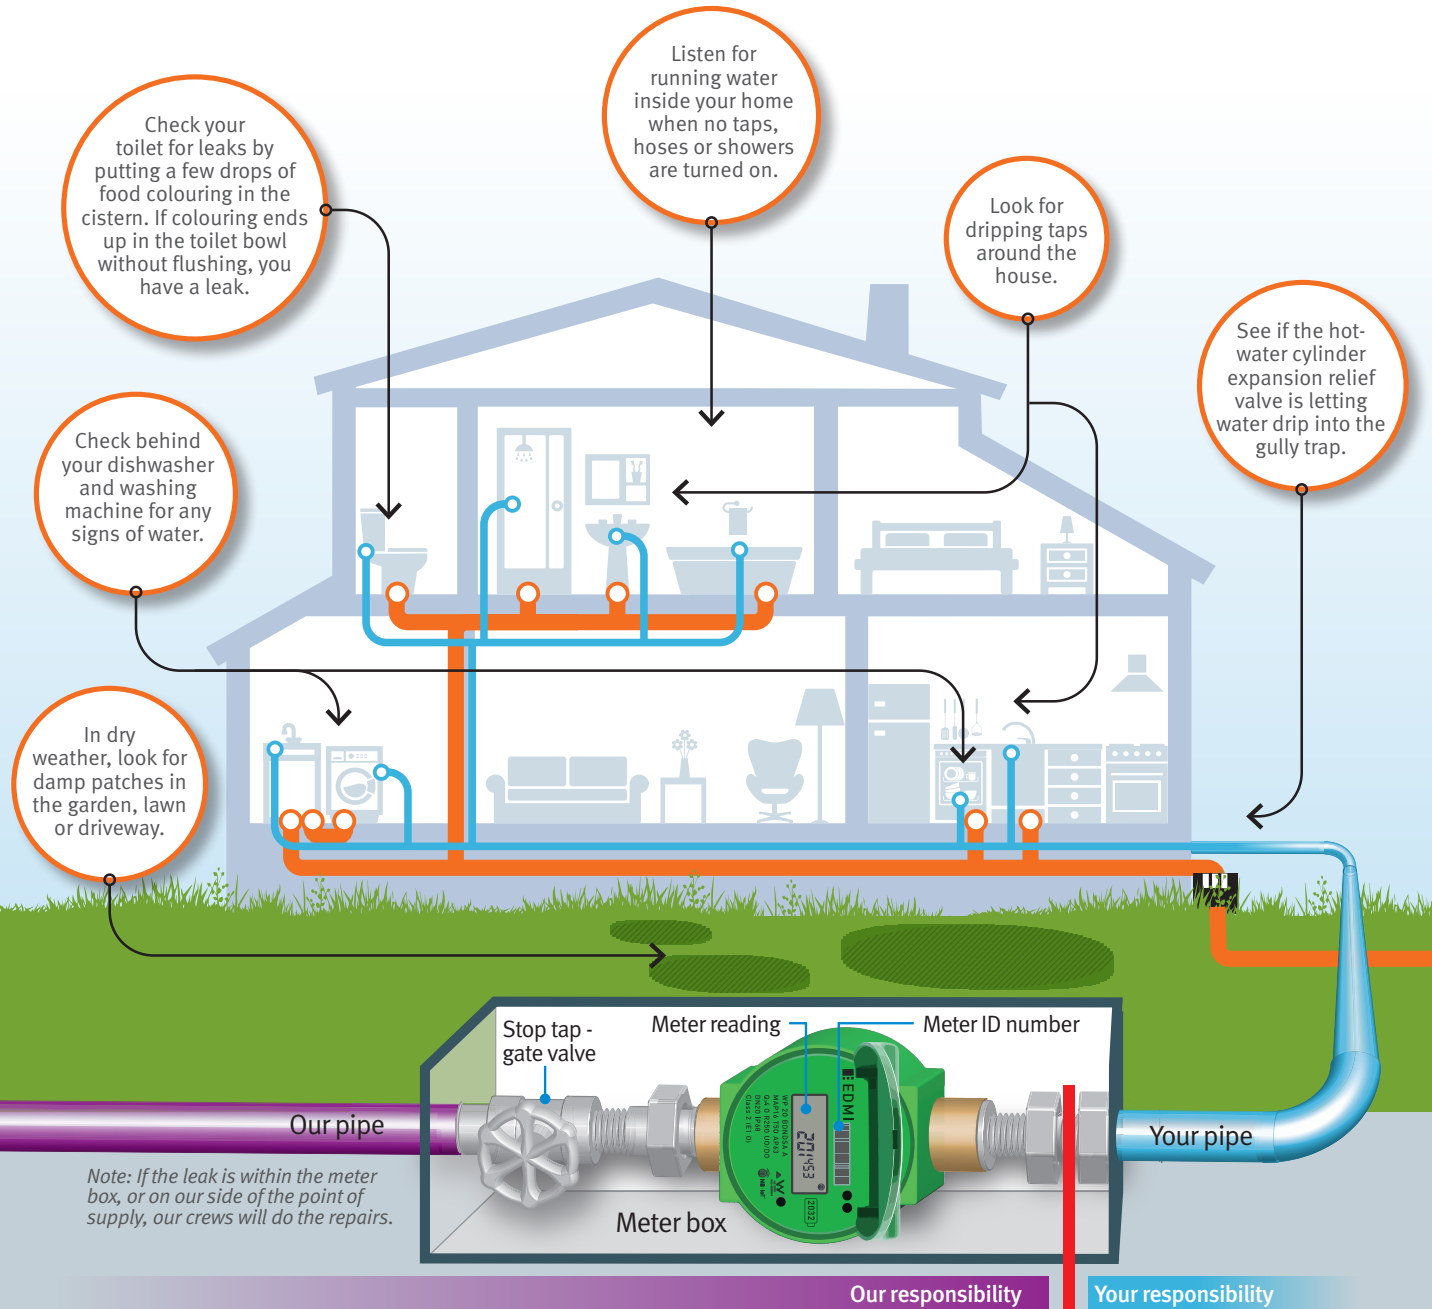 Listen for
running water
inside your home
when no taps,
hoses or showers
are turned on.
Check your
toilet for leaks by
putting a few drops of
food colouring in the
cistern. If colouring ends
up in the toilet bowl
without flushing, you
have a leak.
Look for
dripping taps
around the
house.
See if the hot-
water cylinder
expansion relief
valve is letting
water drip into the
gully trap.
Check behind
your dishwasher
and washing
machine for any
signs of water.
In dry
weather, look for
damp patches in
the garden, lawn
or driveway.
Stop tap -
gate valve
Meter reading
Meter ID number
EDMI
201453
2032
Our pipe
Your pipe
Meter box
Note: If the leak is within the meter
box, or on our side of the point of
supply, our crews will do the repairs.
Our responsibility
Your responsibility